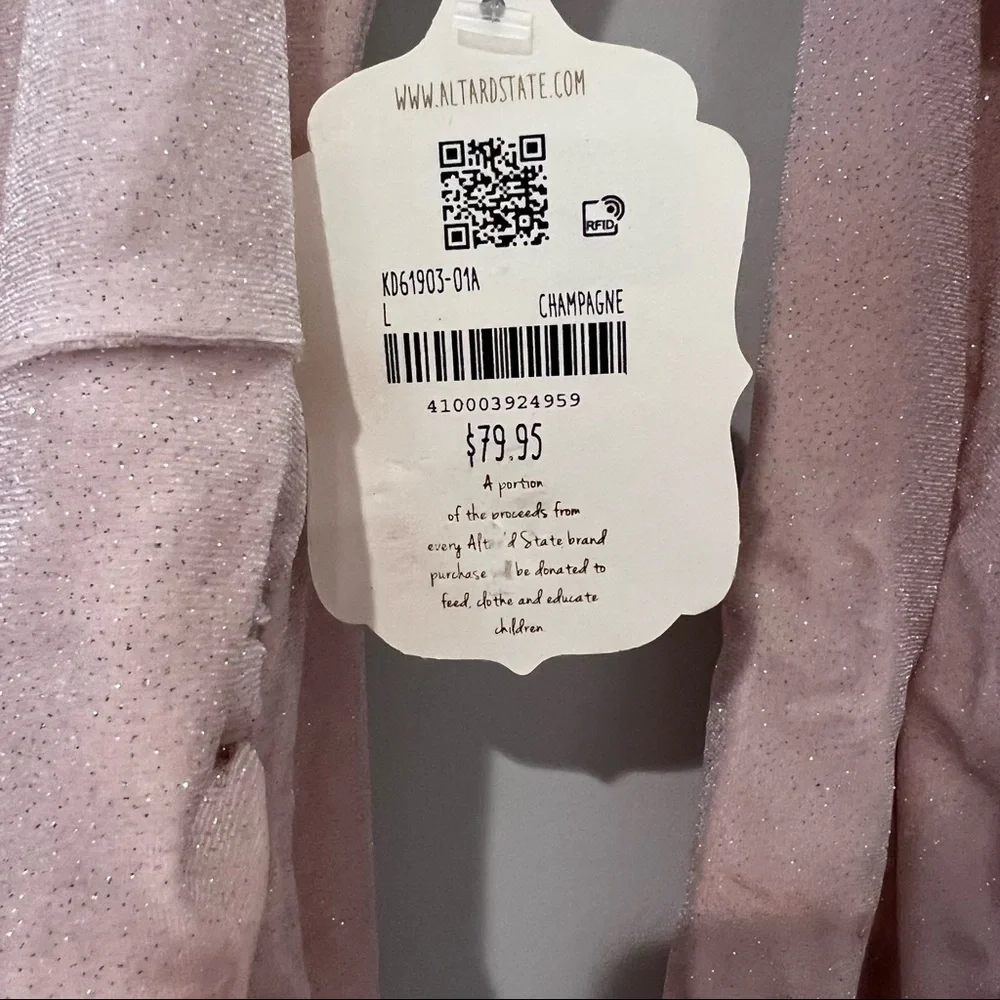 WWW.ALTARDSTATE.COM
RFID
KD61903-01A
L CHAMPAGNE
410003924959
$79.95
A portion
of the proceeds from
every Alt 'd State brand
purchase be donated to
feed, clothe and educate
children